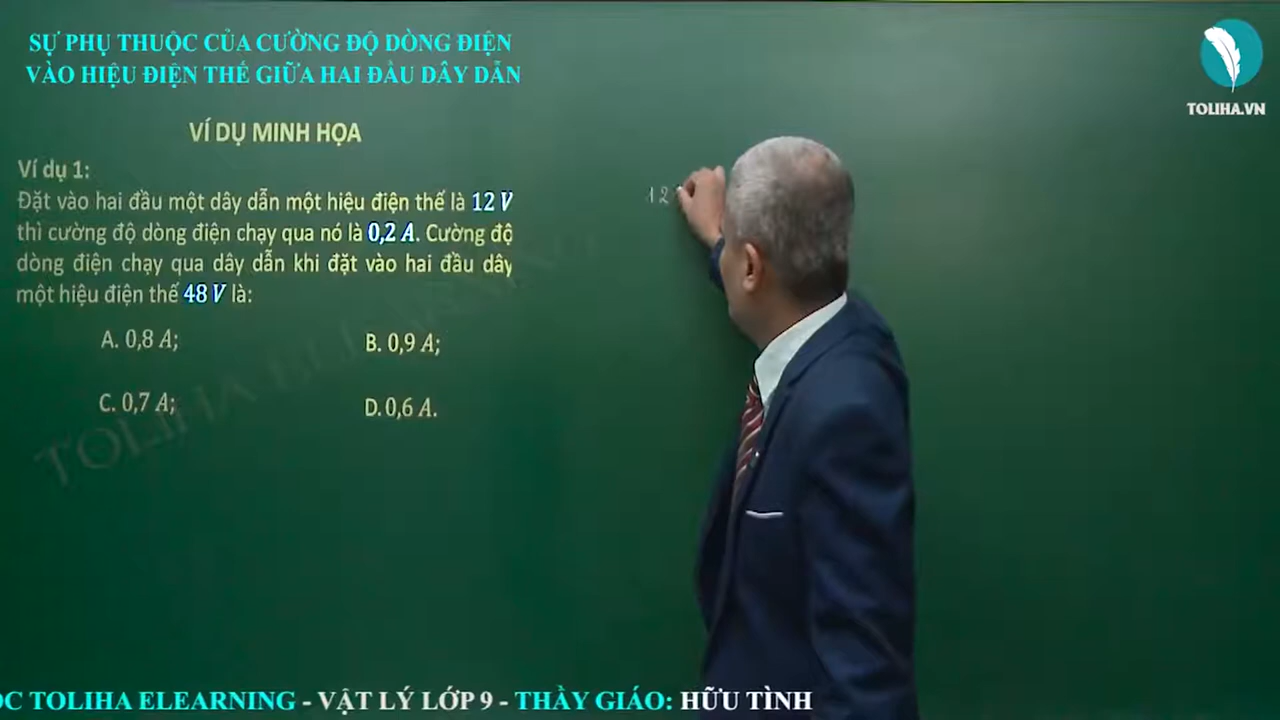 SỰ PHỤ THUỘC CỦA CƯỜNG ĐỘ DÒNG ĐIỆN
VÀO HIỆU ĐIỆN THẾ GIỮA HAI ĐẦU DÂY DẪN
TOLIHA.VN
VÍ DỤ MINH HỌA
Ví dụ 1:
Đặt vào hai đầu một dây dẫn một hiệu điện thế là 12 V
thì cường độ dòng điện chạy qua nó là 0,2 A. Cường độ
dòng điện chạy qua dây dẫn khi đặt vào hai đầu dây
một hiệu điện thế 48 V là:
A. 0,8 A;
B. 0,9 A;
C. 0,7 A;
D. 0,6 A.
12
TOLIHA ELEARNING
ỌC TOLIHA ELEARNING - VẬT LÝ LỚP 9 - THẦY GIÁO: HỮU TÌNH